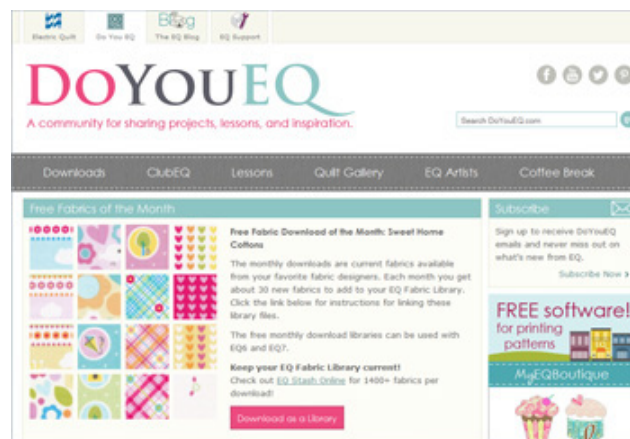 Electric Quilt Do You EQ The EQ Blog EQ Support
Blog
DoYouEQ
A community for sharing projects, lessons, and inspiration.
Search DoYouEQ.com
Downloads ClubEQ Lessons Quilt Gallery EQ Artists Coffee Break
Free Fabrics of the Month
Free Fabric Download of the Month: Sweet Home
Cottons
The monthly downloads are current fabrics available
from your favorite fabric designers. Each month you get
about 30 new fabrics to add to your EQ Fabric Library.
Click the link below for instructions for linking these
library files.
The free monthly download libraries can be used with
EQ6 and EQ7.
Keep your EQ Fabric Library current!
Check out EQ Stash Online for 1400+ fabrics per
download!
Download as a Library
Subscribe
Sign up to receive DoYouEQ
emails and never miss out on
what's new from EQ.
Subscribe Now
FREE software!
for printing
patterns
MyEQBoutique